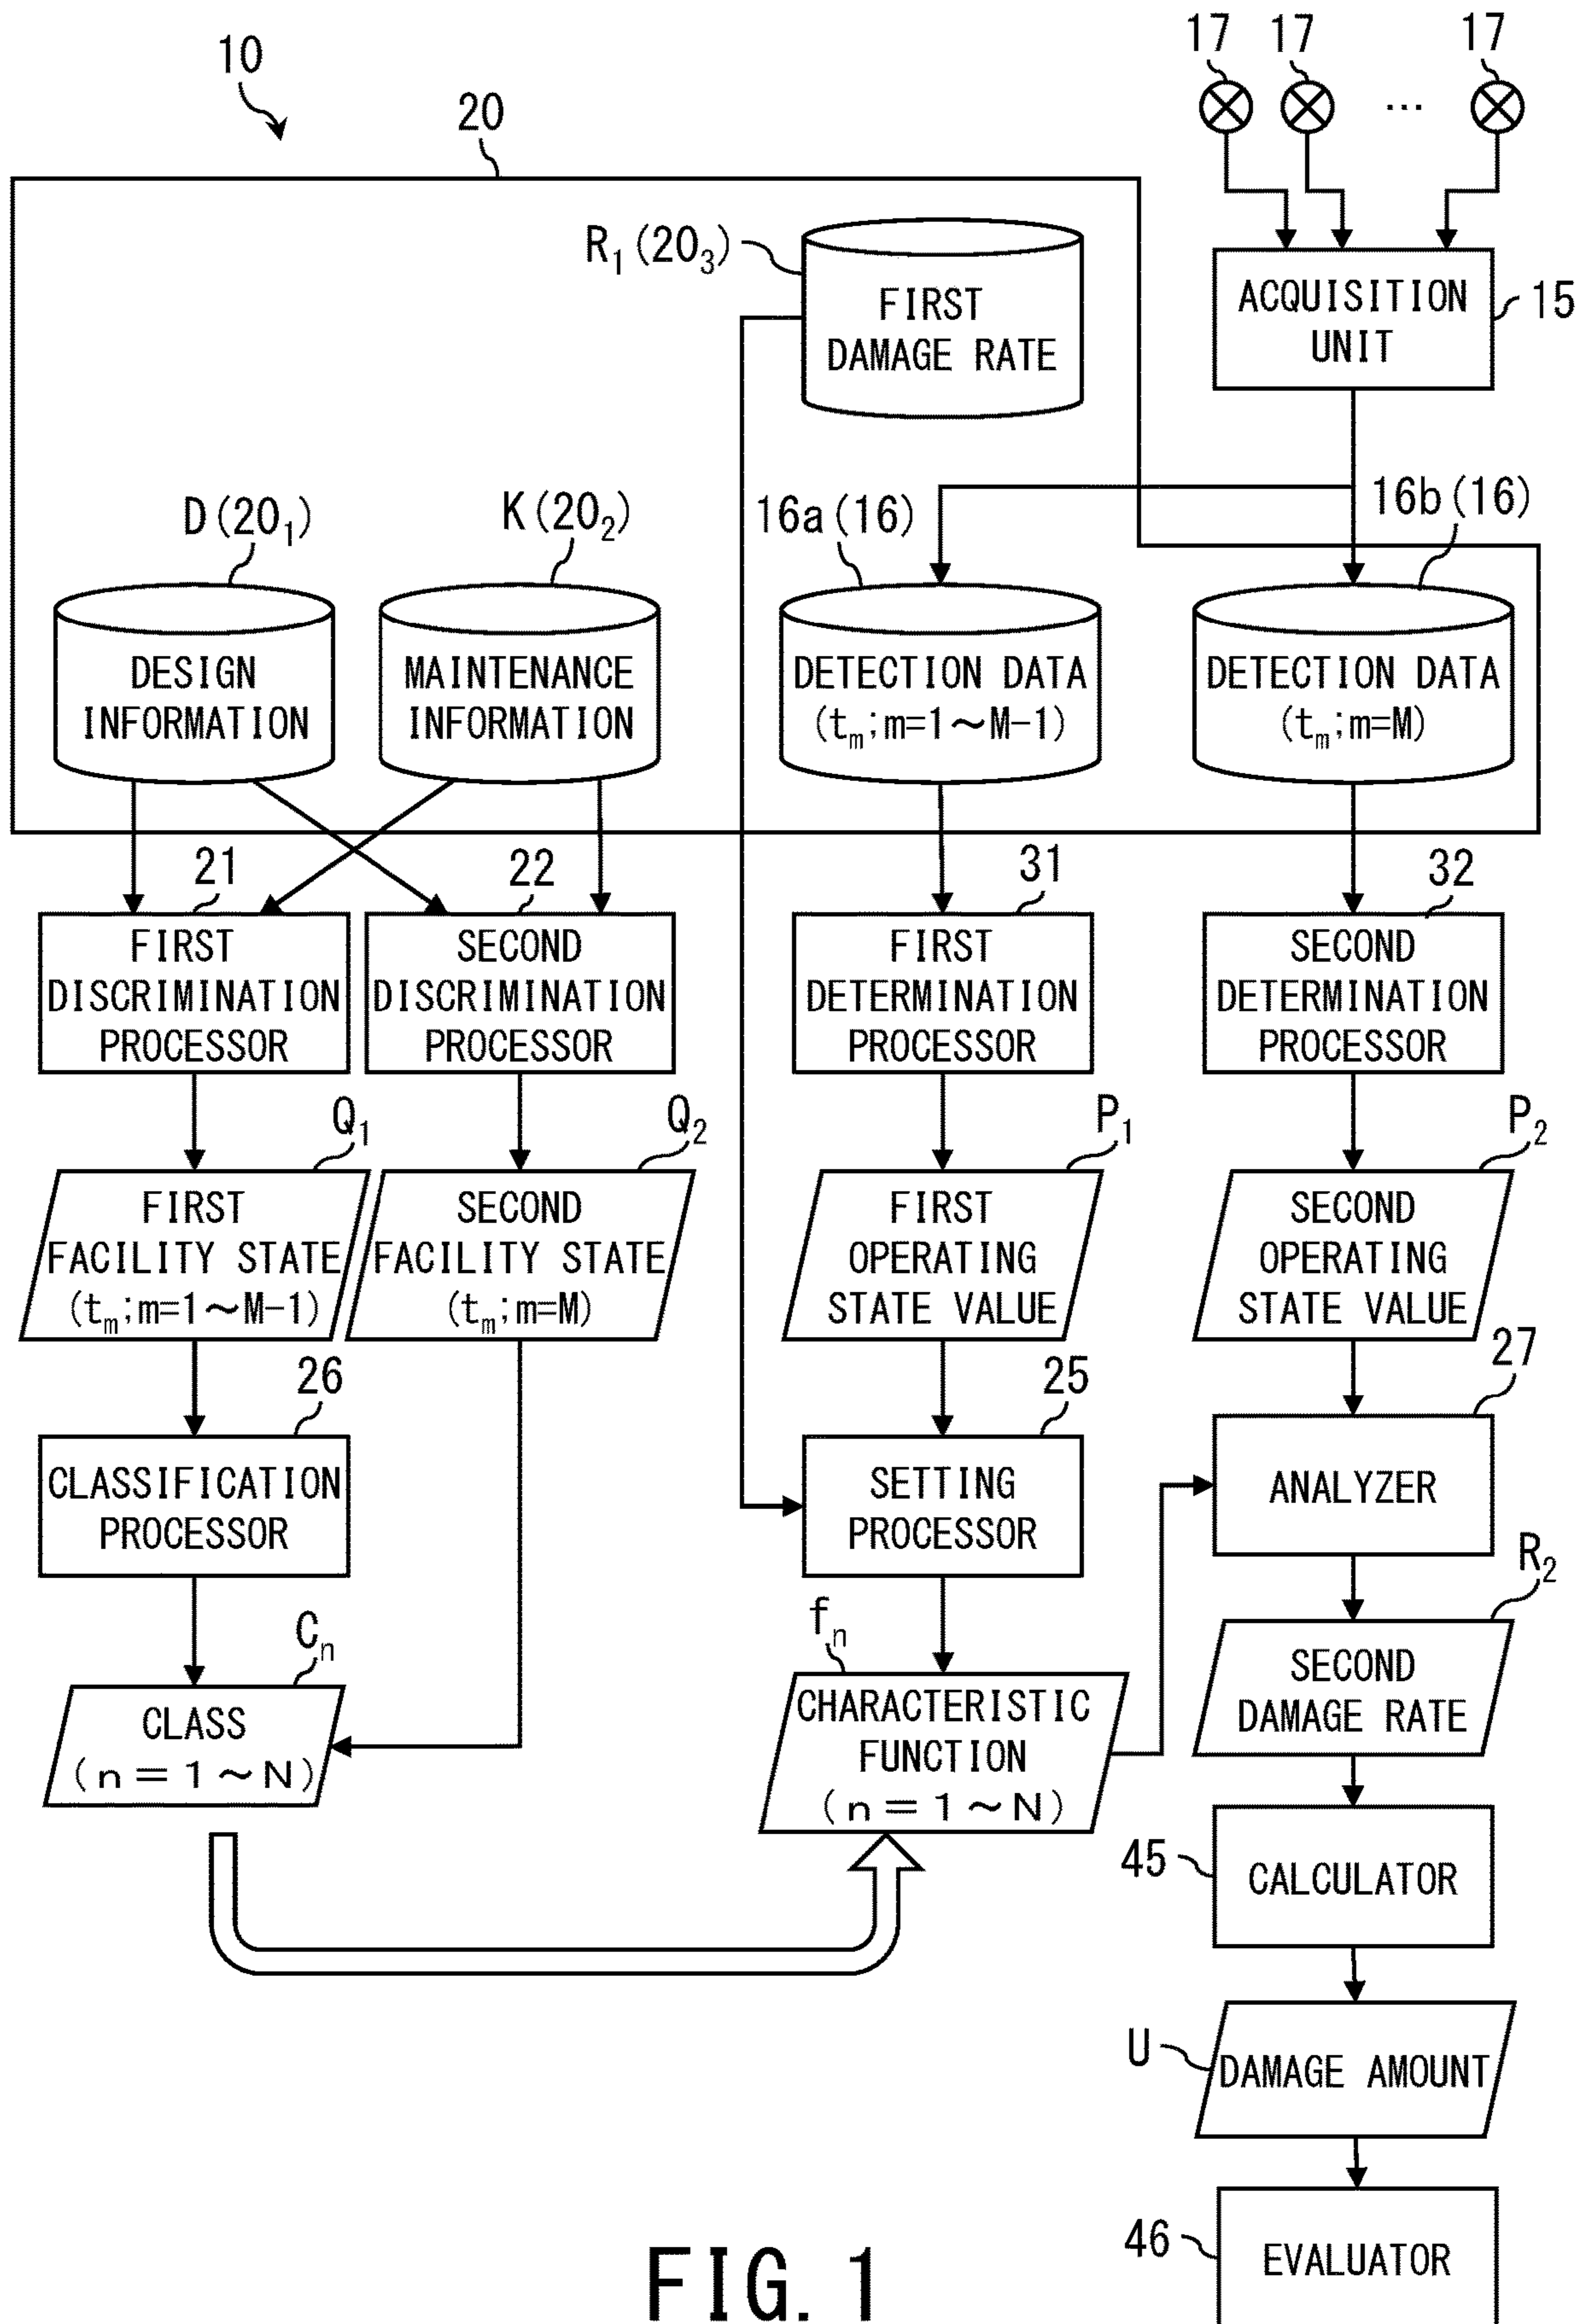 10
20
17 17 ... 17
R1(203)
FIRST
DAMAGE RATE
ACQUISITION
UNIT
15
D(201)
K(202)
16a(16)
16b(16)
DESIGN
INFORMATION
MAINTENANCE
INFORMATION
DETECTION DATA
(tm;m=1～M-1)
DETECTION DATA
(tm;m=M)
21
22
31
32
FIRST
DISCRIMINATION
PROCESSOR
SECOND
DISCRIMINATION
PROCESSOR
FIRST
DETERMINATION
PROCESSOR
SECOND
DETERMINATION
PROCESSOR
Q1
Q2
P1
P2
FIRST
FACILITY STATE
(tm;m=1～M-1)
SECOND
FACILITY STATE
(tm;m=M)
FIRST
OPERATING
STATE VALUE
SECOND
OPERATING
STATE VALUE
26
25
27
CLASSIFICATION
PROCESSOR
SETTING
PROCESSOR
ANALYZER
Cn
fn
R2
CLASS
(n=1～N)
CHARACTERISTIC
FUNCTION
(n=1～N)
SECOND
DAMAGE RATE
45
CALCULATOR
U
DAMAGE AMOUNT
46
EVALUATOR
FIG. 1